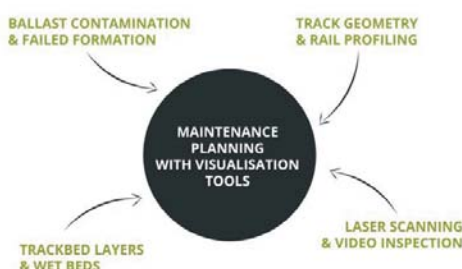 BALLAST CONTAMINATION
& FAILED FORMATION
TRACK GEOMETRY
& RAIL PROFILING
MAINTENANCE
PLANNING
WITH VISUALISATION
TOOLS
TRACKBED LAYERS
& WET BEDS
LASER SCANNING
& VIDEO INSPECTION